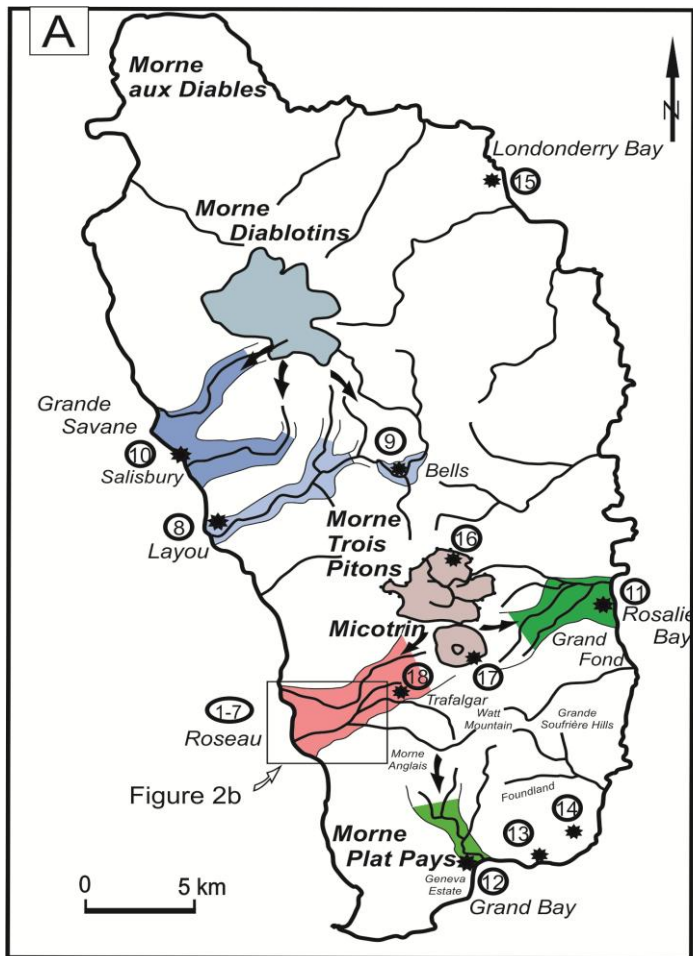 A
Morne
aux Diables
N
Londonderry Bay
15
Morne
Diablotins
Grande
Savane
10
Salisbury
9
Bells
8
Layou
Morne
Trois
Pitons
16
11
Rosalie
Bay
Micotrin
Grand
Fond
17
18
Trafalgar
1-7
Roseau
Watt
Mountain
Grande
Soufrière Hills
Morne
Anglais
Figure 2b
Foundland
14
13
Morne
Plat Pays
Geneva
Estate
12
Grand Bay
0 5 km